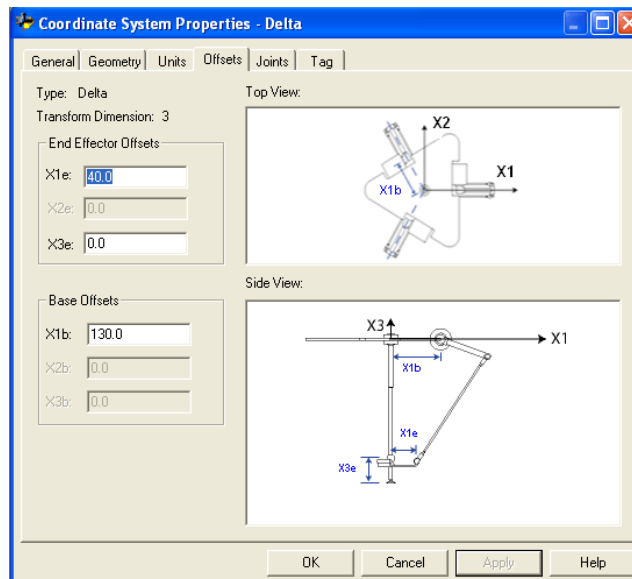 Coordinate System Properties - Delta
General Geometry Units Offsets Joints Tag
Type: Delta
Transform Dimension: 3
End Effector Offsets
X1e: 40.0
X2e: 0.0
X3e: 0.0
Base Offsets
X1b: 130.0
X2b: 0.0
X3b: 0.0
Top View:
X2
X1
X1b
Side View:
X3
X1
X1b
X1e
X3e
OK Cancel Apply Help